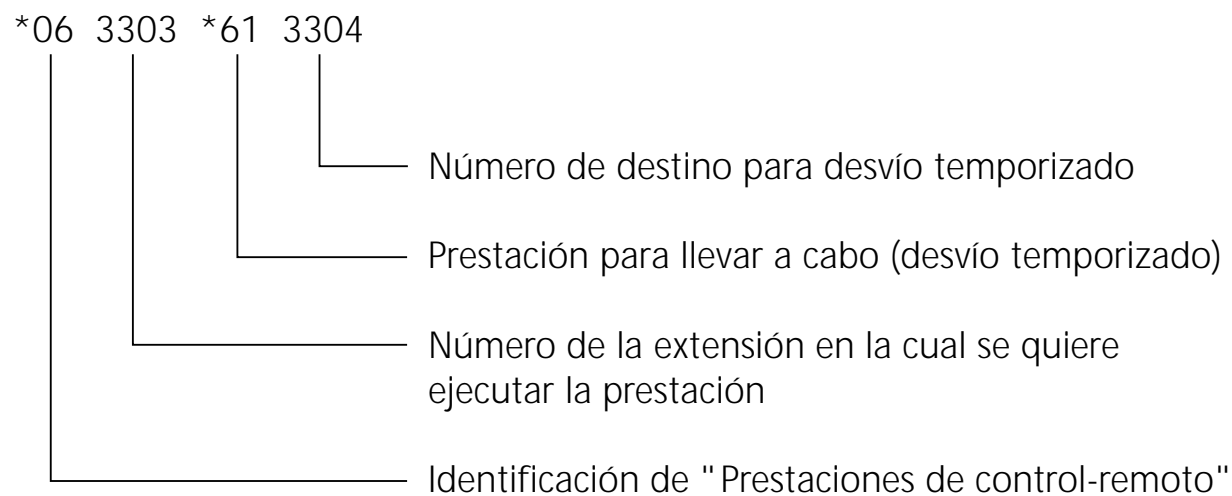 *06 3303 *61 3304
Número de destino para desvío temporizado
Prestación para llevar a cabo (desvío temporizado)
Número de la extensión en la cual se quiere
ejecutar la prestación
Identificación de "Prestaciones de control-remoto"